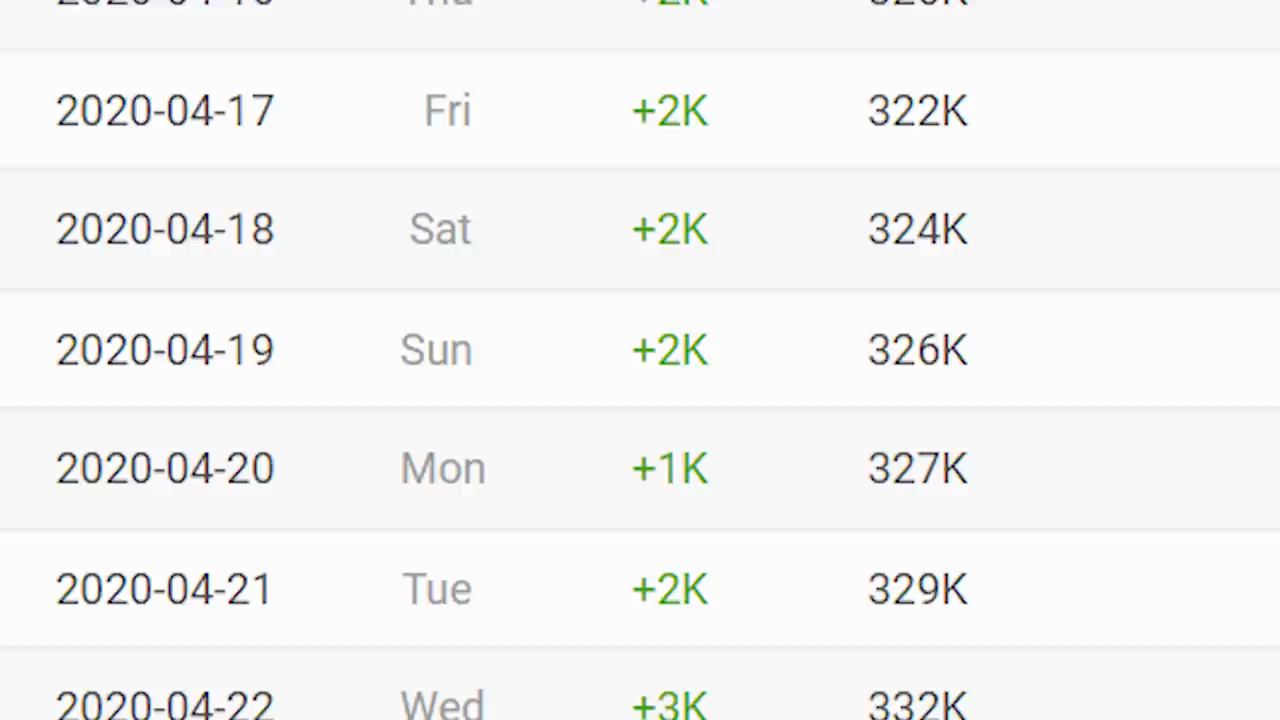 2020-04-17 Fri +2K 322K
2020-04-18 Sat +2K 324K
2020-04-19 Sun +2K 326K
2020-04-20 Mon +1K 327K
2020-04-21 Tue +2K 329K
2020-04-22 Wed +3K 332K